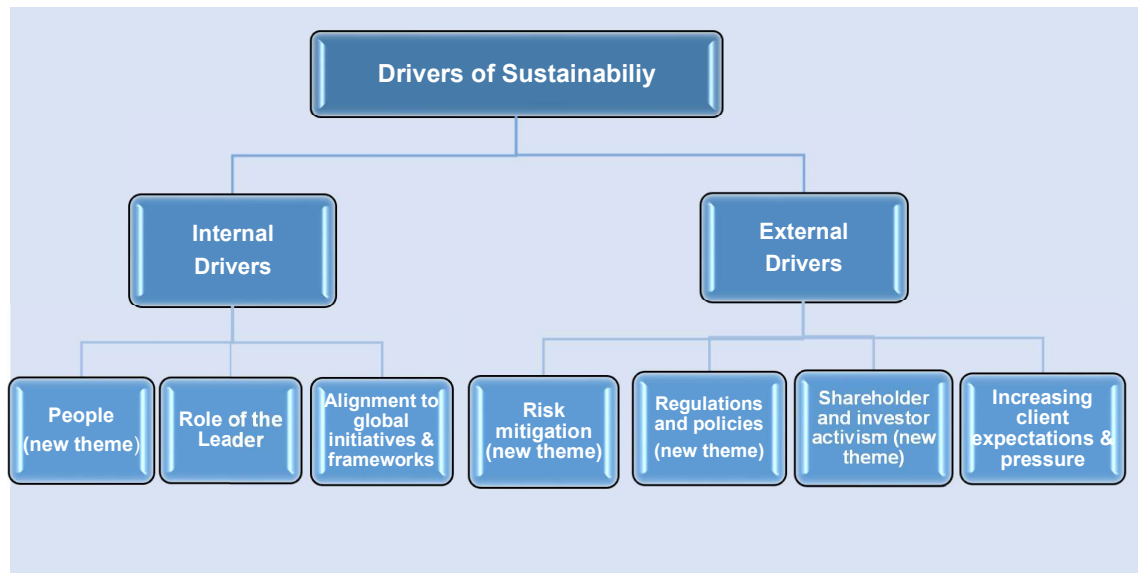 Drivers of Sustainabiliy
Internal
Drivers
External
Drivers
People
(new theme)
Role of the
Leader
Alignment to
global
initiatives &
frameworks
Risk
mitigation
(new theme)
Regulations
and policies
(new theme)
Shareholder
and investor
activism (new
theme)
Increasing
client
expectations &
pressure